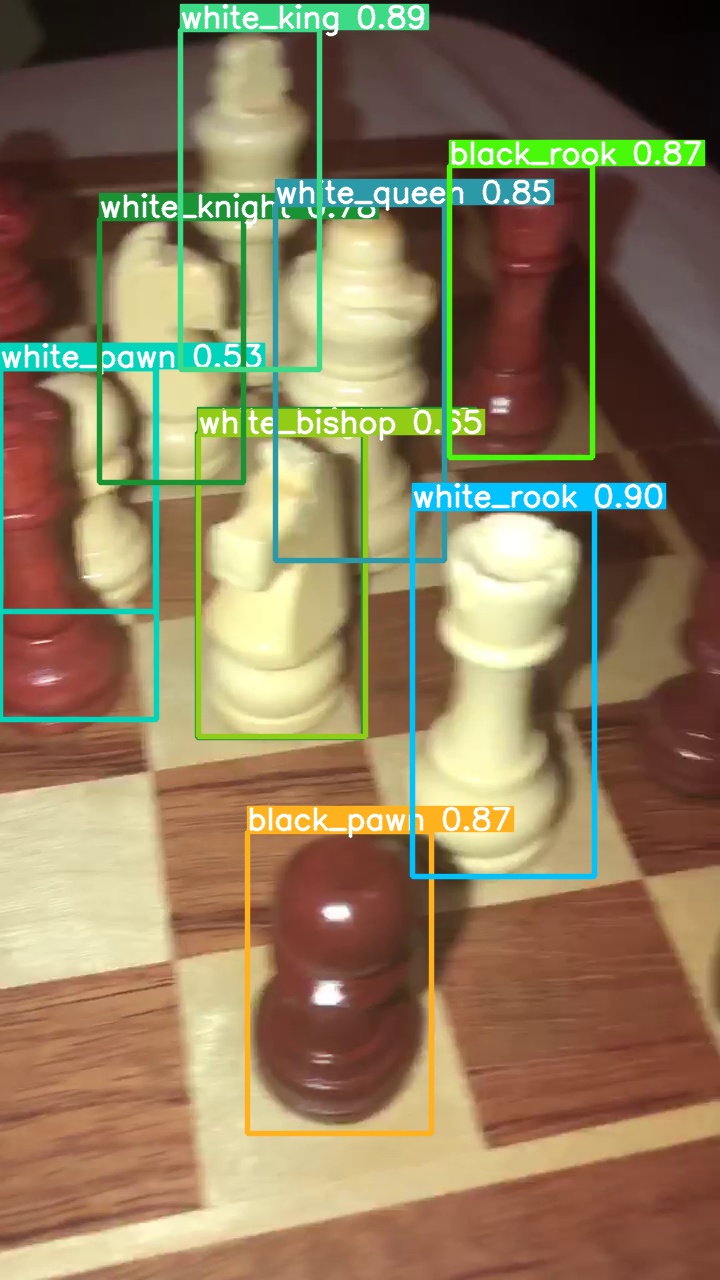 white_king 0.89
black_rook 0.87
white_queen 0.85
white_knight 0.78
white_pawn 0.53
white_bishop 0.65
white_rook 0.90
black_pawn 0.87